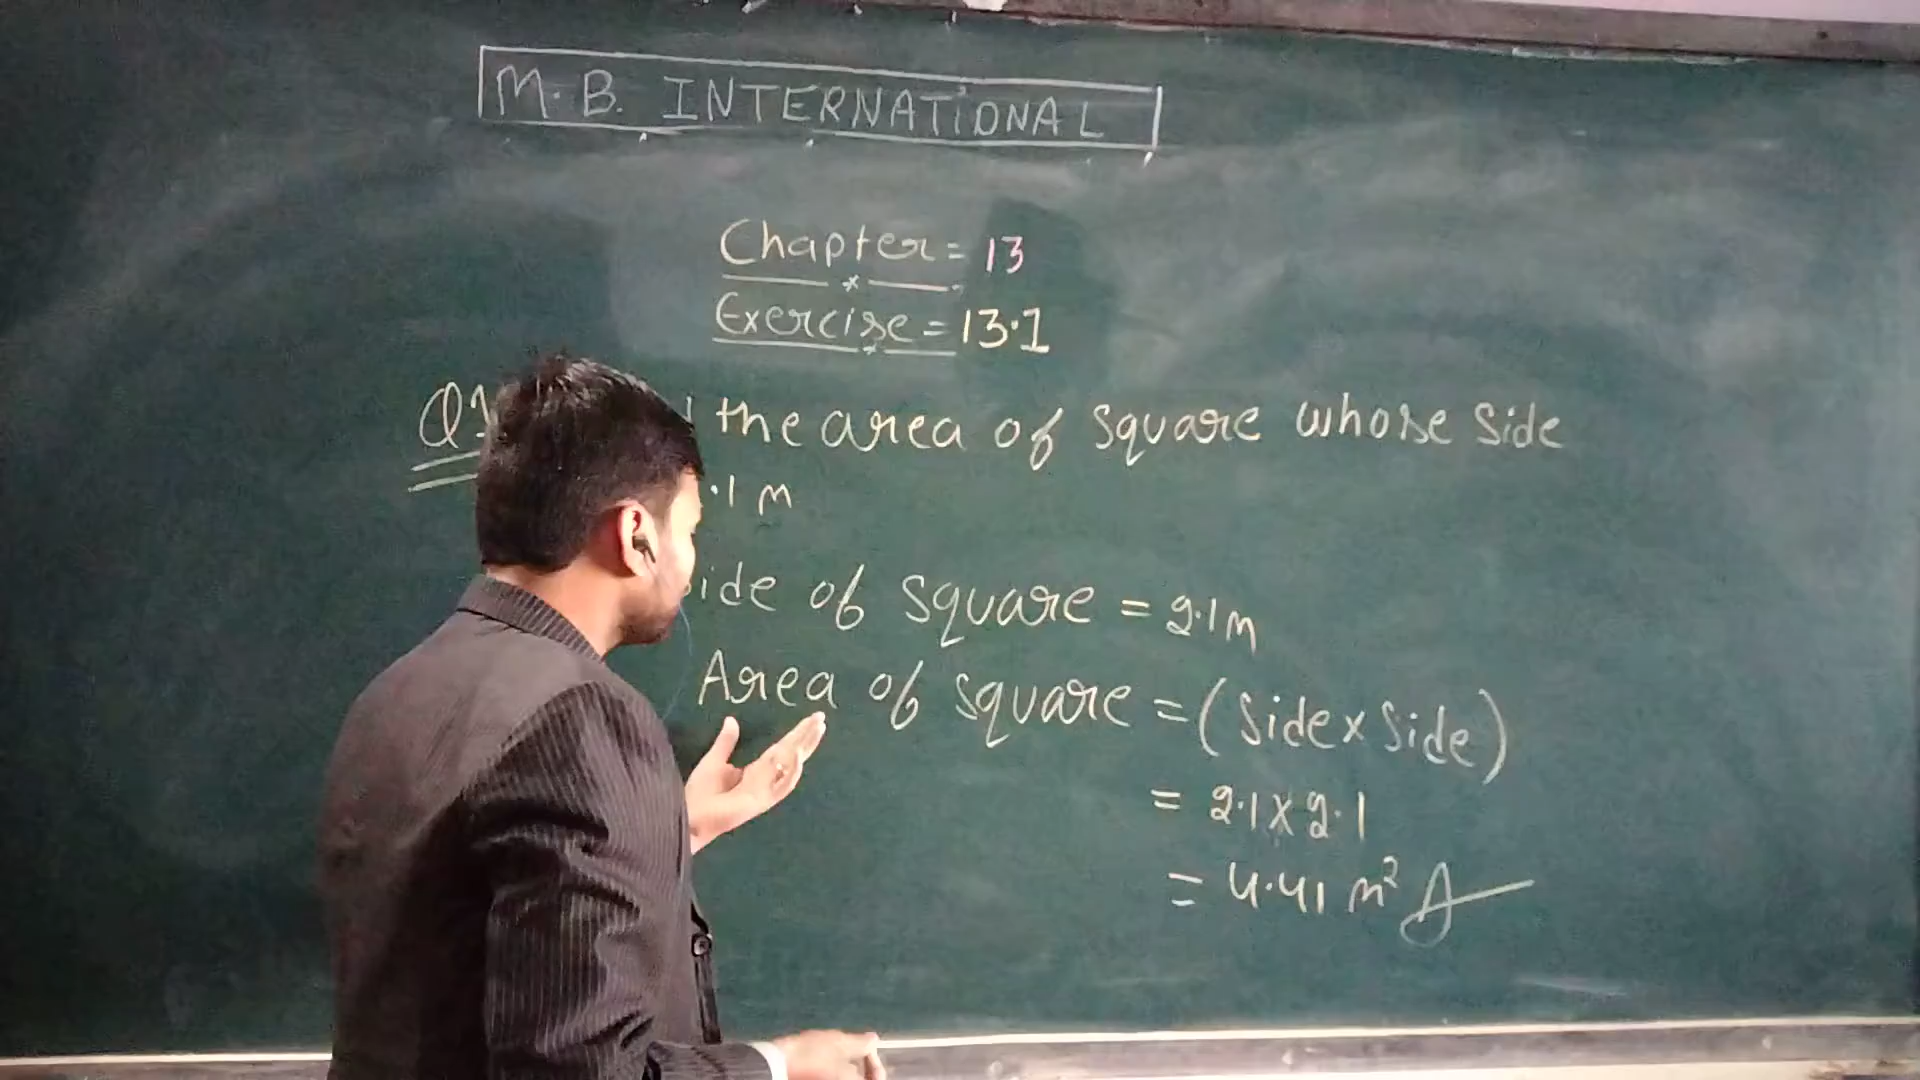 M. B. INTERNATIONAL
Chapter = 13
Exercise = 13.1
Q1 the area of square whose side
.1 m
ide of square = 2.1m
Area of square = (side x side)
= 2.1 x 2.1
= 4.41 m² A